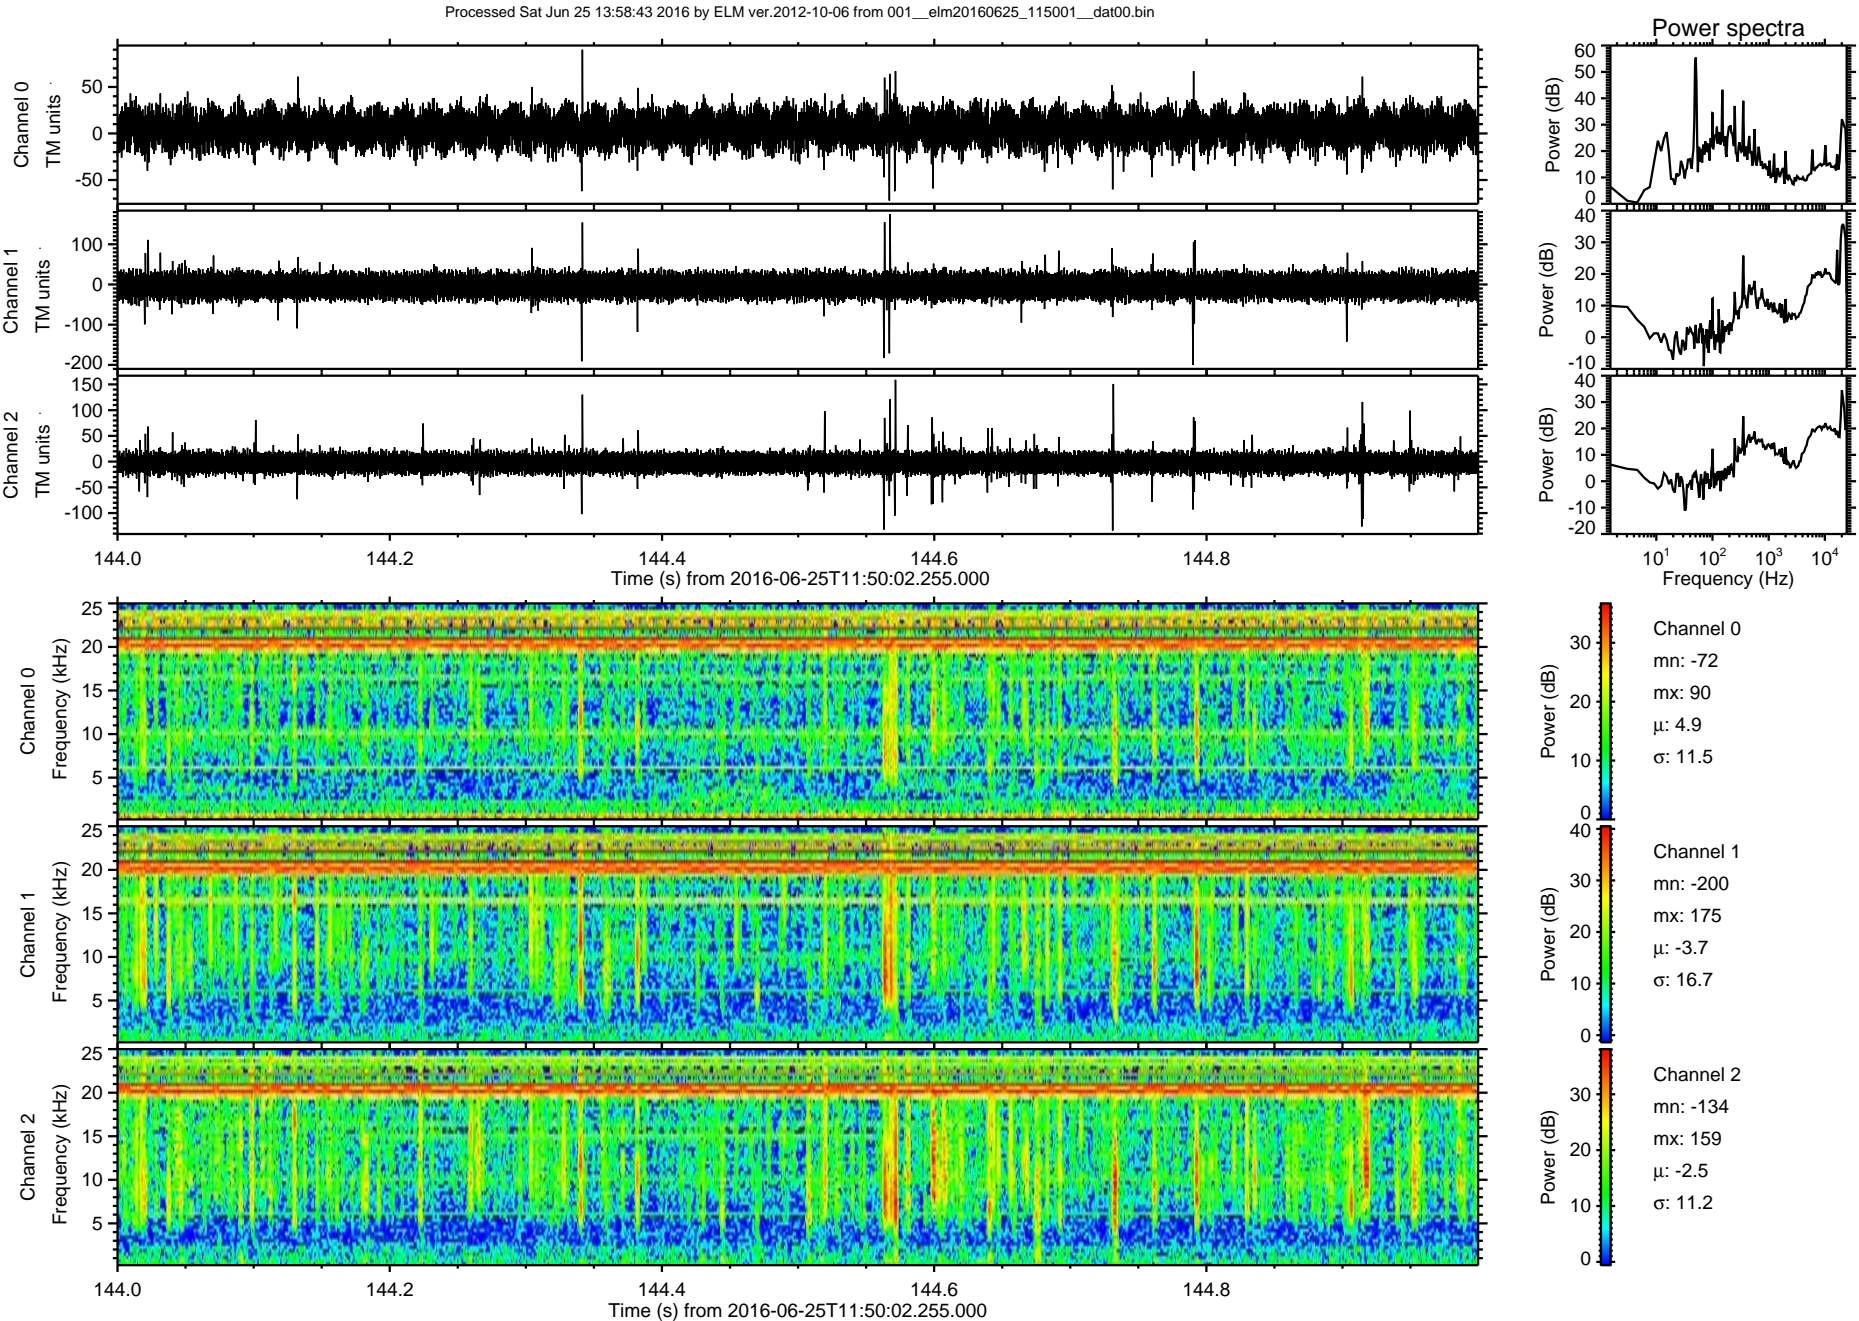 Processed Sat Jun 25 13:58:43 2016 by ELM ver.2012-10-06 from 001__elm20160625_115001__dat00.bin
Power spectra
Channel 0
TM units
50
0
-50
Power (dB)
60
50
40
30
20
10
0
Channel 1
TM units
100
0
-100
-200
Power (dB)
40
30
20
10
0
-10
Channel 2
TM units
150
100
50
0
-50
-100
Power (dB)
40
30
20
10
0
-10
-20
144.0 144.2 144.4 144.6 144.8
Time (s) from 2016-06-25T11:50:02.255.000
10^1 10^2 10^3 10^4
Frequency (Hz)
Channel 0
Frequency (kHz)
25
20
15
10
5
Power (dB)
30
20
10
0
Channel 0
mn: -72
mx: 90
μ: 4.9
σ: 11.5
Channel 1
Frequency (kHz)
25
20
15
10
5
Power (dB)
40
30
20
10
0
Channel 1
mn: -200
mx: 175
μ: -3.7
σ: 16.7
Channel 2
Frequency (kHz)
25
20
15
10
5
Power (dB)
30
20
10
0
Channel 2
mn: -134
mx: 159
μ: -2.5
σ: 11.2
144.0 144.2 144.4 144.6 144.8
Time (s) from 2016-06-25T11:50:02.255.000